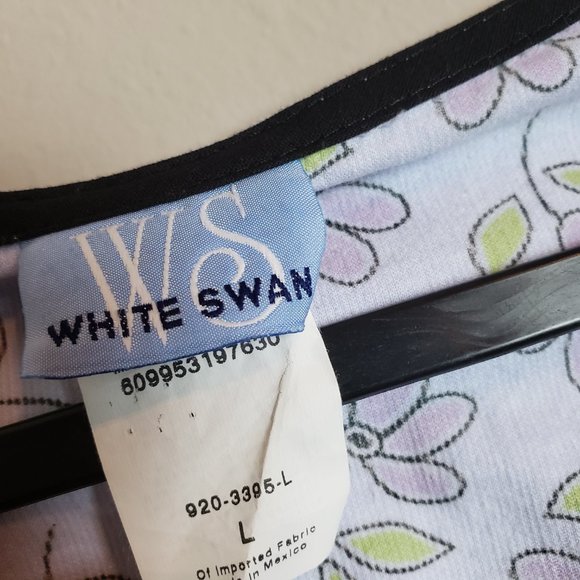 WS
WHITE SWAN
609953197630
920-3395-L
L
Of Imported Fabric
in Mexico